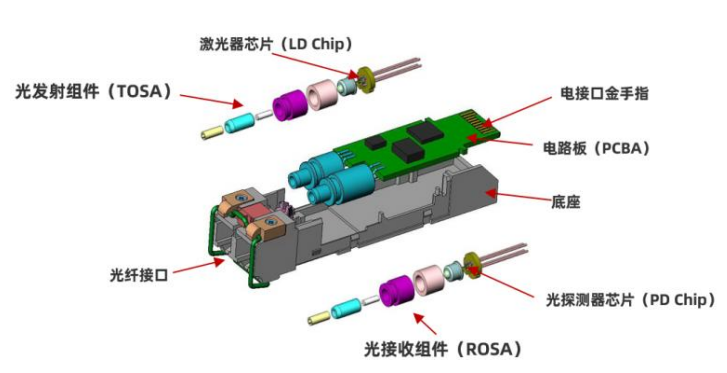 激光器芯片（LD Chip）
光发射组件（TOSA）
电接口金手指
电路板（PCBA）
底座
光纤接口
光探测器芯片（PD Chip）
光接收组件（ROSA）